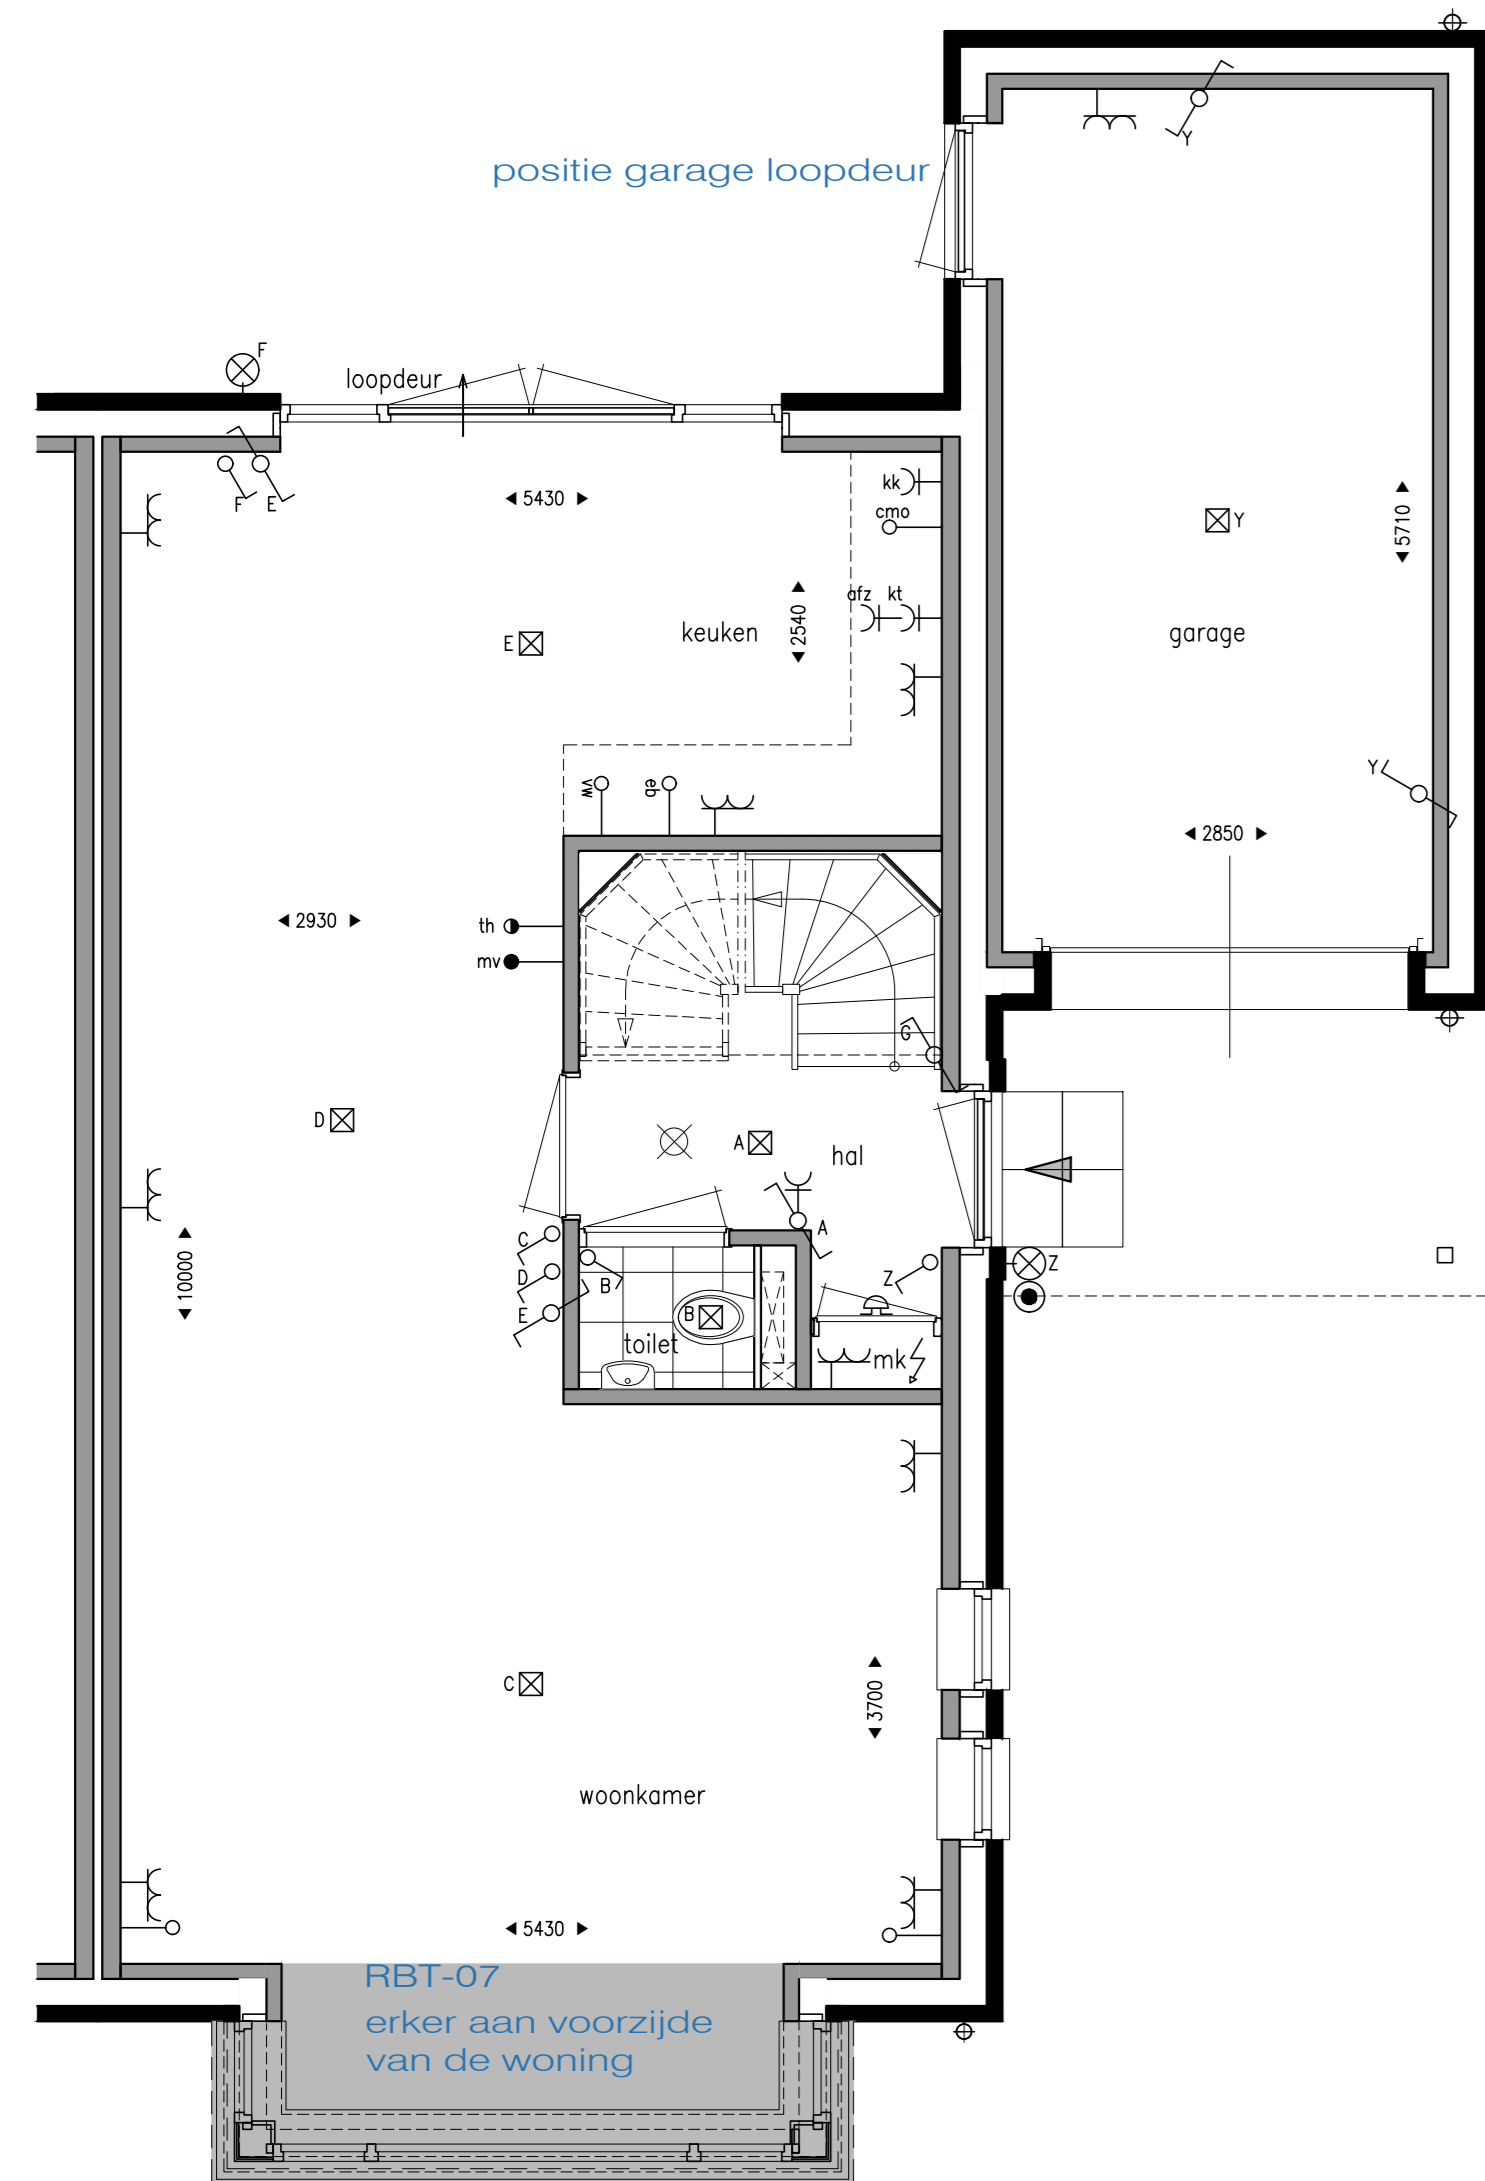 positie garage loopdeur
Y
F
loopdeur
F
E
5430
kk
cmo
Y
5710
afz
kt
2540
E
keuken
garage
Y
vw
eb
2850
2930
th
mv
G
D
A
hal
C
A
D
B
Z
Z
10000
E
B
toilet
mk
C
3700
woonkamer
5430
RBT-07
erker aan voorzijde
van de woning